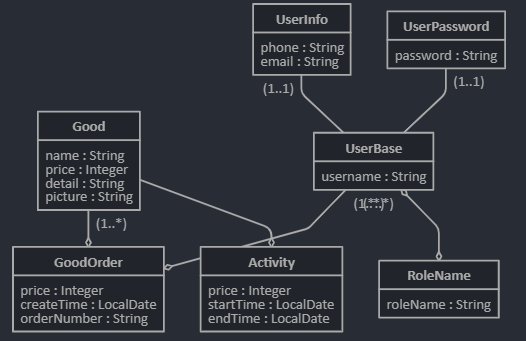 UserInfo
phone : String
email : String
UserPassword
password : String
(1..1)
(1..1)
Good
name : String
price : Integer
detail : String
picture : String
UserBase
username : String
(1..*)
GoodOrder
price : Integer
createTime : LocalDate
orderNumber : String
Activity
price : Integer
startTime : LocalDate
endTime : LocalDate
RoleName
roleName : String